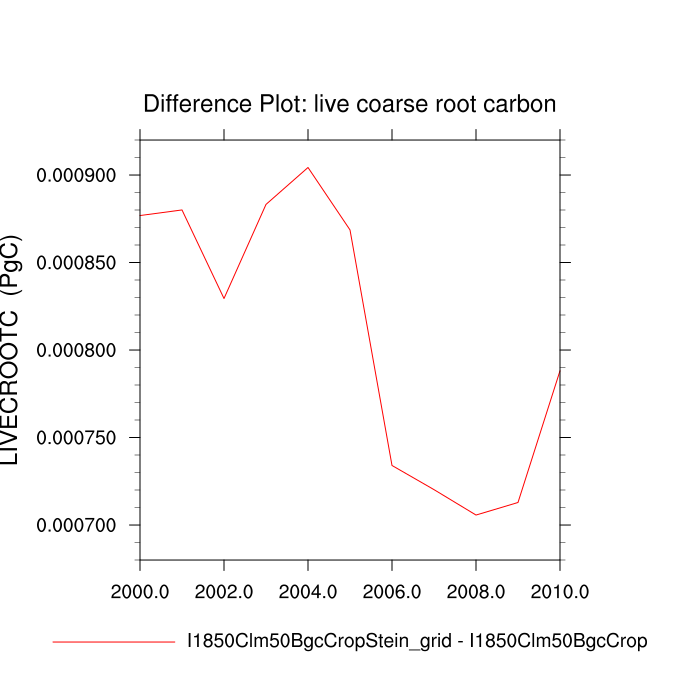 Difference Plot: live coarse root carbon
LIVECROOTC (PgC)
0.000900
0.000850
0.000800
0.000750
0.000700
2000.0 2002.0 2004.0 2006.0 2008.0 2010.0
I1850Clm50BgcCropStein_grid - I1850Clm50BgcCrop